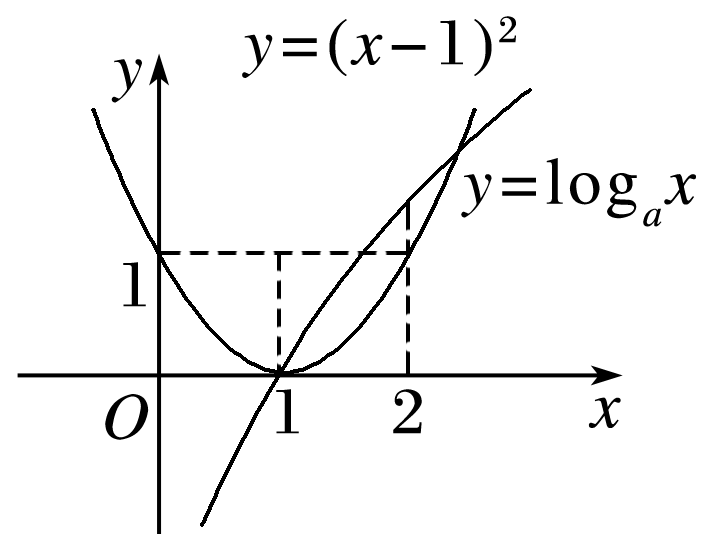 y=(x−1)²
y
y=logₐx
1
O
1
2
x